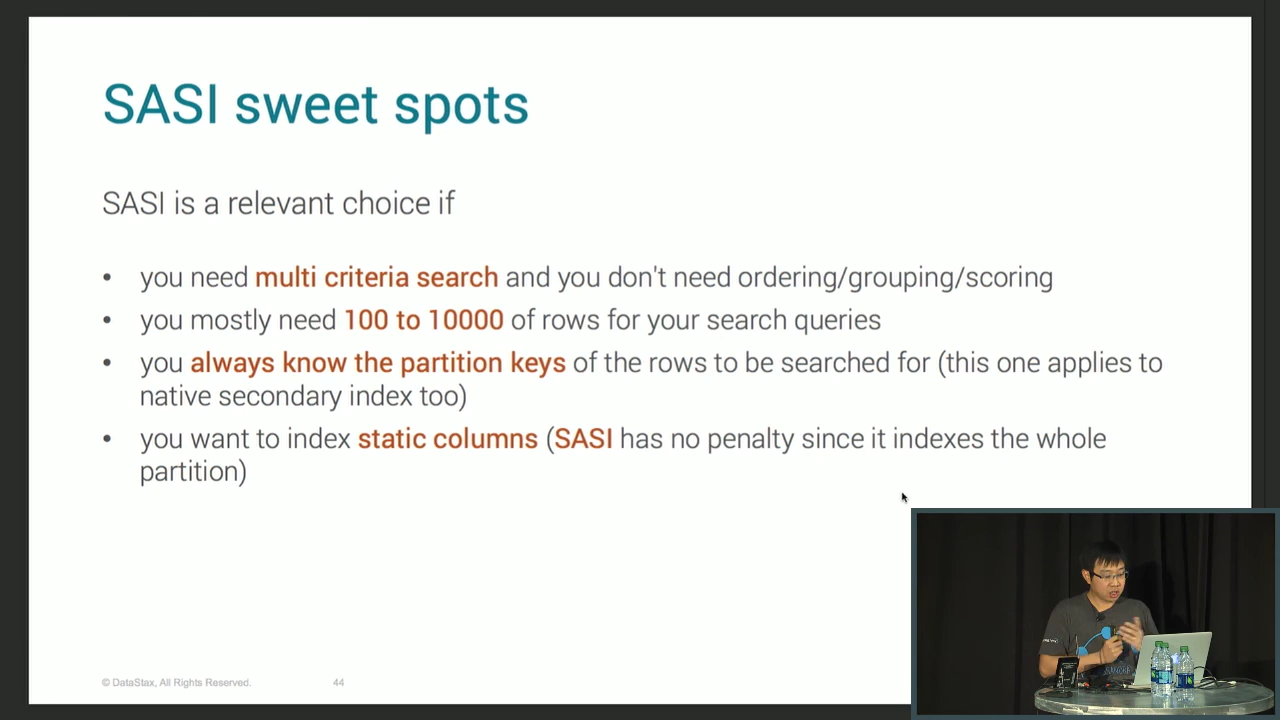 SASI sweet spots
SASI is a relevant choice if
• you need multi criteria search and you don't need ordering/grouping/scoring
• you mostly need 100 to 10000 of rows for your search queries
• you always know the partition keys of the rows to be searched for (this one applies to
native secondary index too)
• you want to index static columns (SASI has no penalty since it indexes the whole
partition)
© DataStax, All Rights Reserved.
44